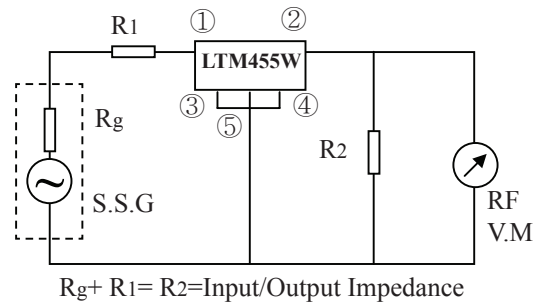 R1
①
②
LTM455W
③
④
⑤
Rg
S.S.G
R2
RF
V.M
Rg+ R1= R2=Input/Output Impedance